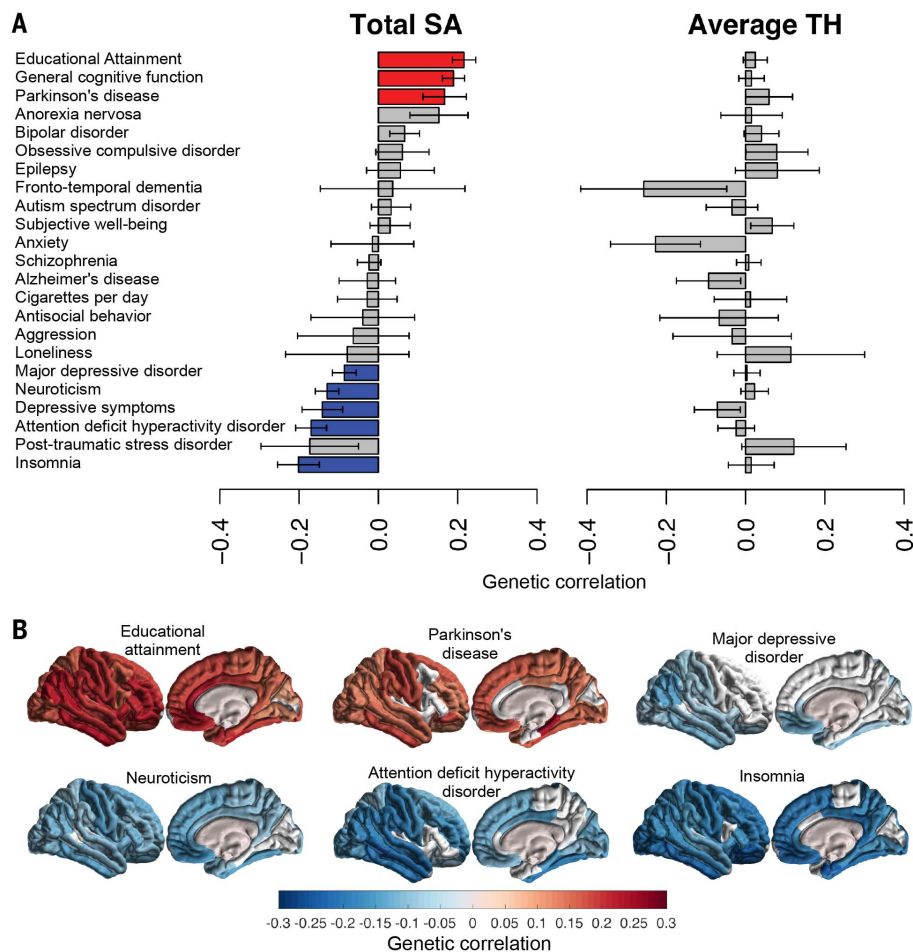 A
Total SA
Average TH
Educational Attainment
General cognitive function
Parkinson's disease
Anorexia nervosa
Bipolar disorder
Obsessive compulsive disorder
Epilepsy
Fronto-temporal dementia
Autism spectrum disorder
Subjective well-being
Anxiety
Schizophrenia
Alzheimer's disease
Cigarettes per day
Antisocial behavior
Aggression
Loneliness
Major depressive disorder
Neuroticism
Depressive symptoms
Attention deficit hyperactivity disorder
Post-traumatic stress disorder
Insomnia
−0.4 −0.2 0.0 0.2 0.4
−0.4 −0.2 0.0 0.2 0.4
Genetic correlation
B
Educational
attainment
Parkinson's
disease
Major depressive
disorder
Neuroticism
Attention deficit hyperactivity
disorder
Insomnia
-0.3 -0.25 -0.2 -0.15 -0.1 -0.05 0 0.05 0.1 0.15 0.2 0.25 0.3
Genetic correlation